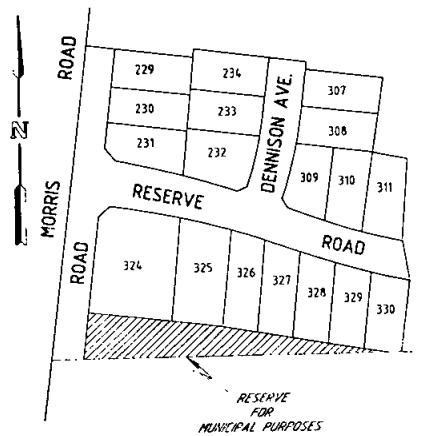 ROAD
MORRIS
ROAD
N
229
234
230
233
231
232
DENNISON AVE.
307
308
309
310
311
RESERVE
ROAD
324
325
326
327
328
329
330
RESERVE
FOR
MUNICIPAL PURPOSES